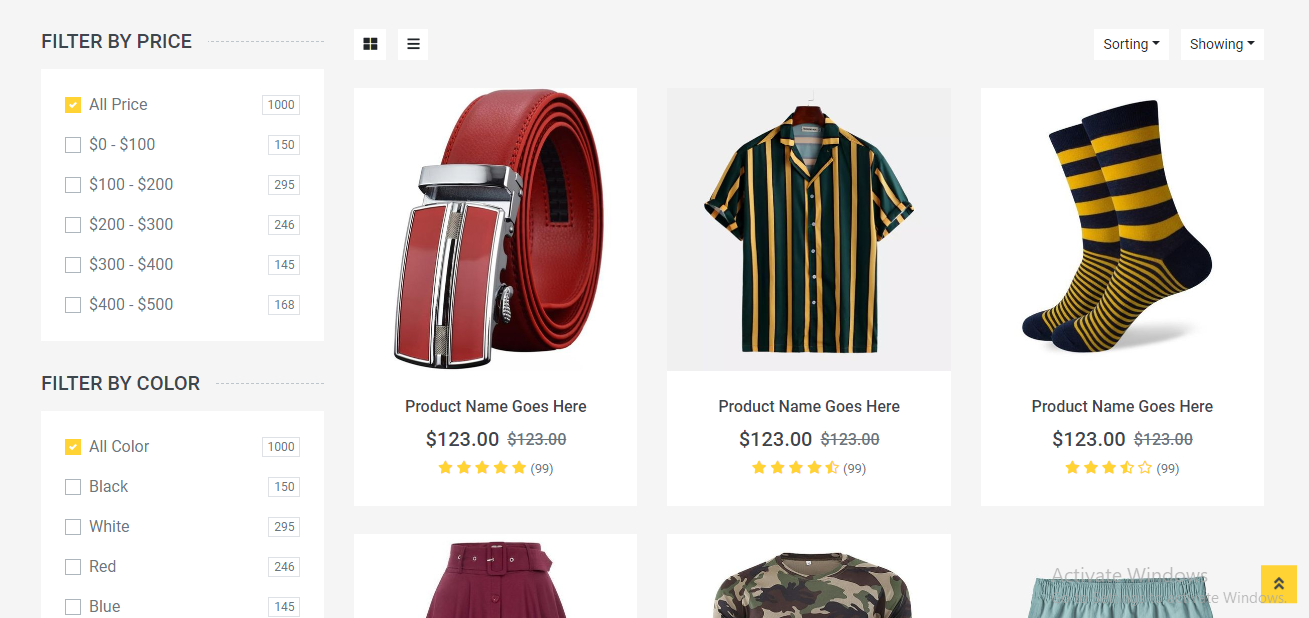 FILTER BY PRICE
All Price 1000
$0 - $100 150
$100 - $200 295
$200 - $300 246
$300 - $400 145
$400 - $500 168
FILTER BY COLOR
All Color 1000
Black 150
White 295
Red 246
Blue 145
Sorting Showing
Product Name Goes Here
$123.00 $123.00
(99)
Product Name Goes Here
$123.00 $123.00
(99)
Product Name Goes Here
$123.00 $123.00
(99)
Activate Windows
Windows.